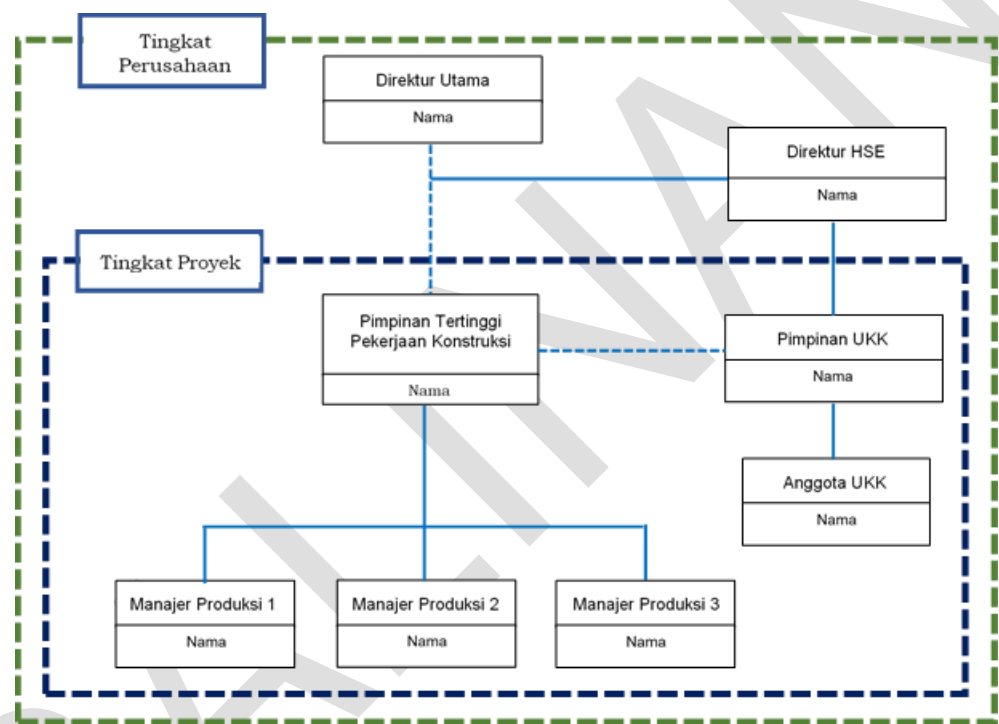 Tingkat
Perusahaan
Direktur Utama
Nama
Direktur HSE
Nama
Tingkat Proyek
Pimpinan Tertinggi
Pekerjaan Konstruksi
Nama
Pimpinan UKK
Nama
Anggota UKK
Nama
Manajer Produksi 1
Nama
Manajer Produksi 2
Nama
Manajer Produksi 3
Nama